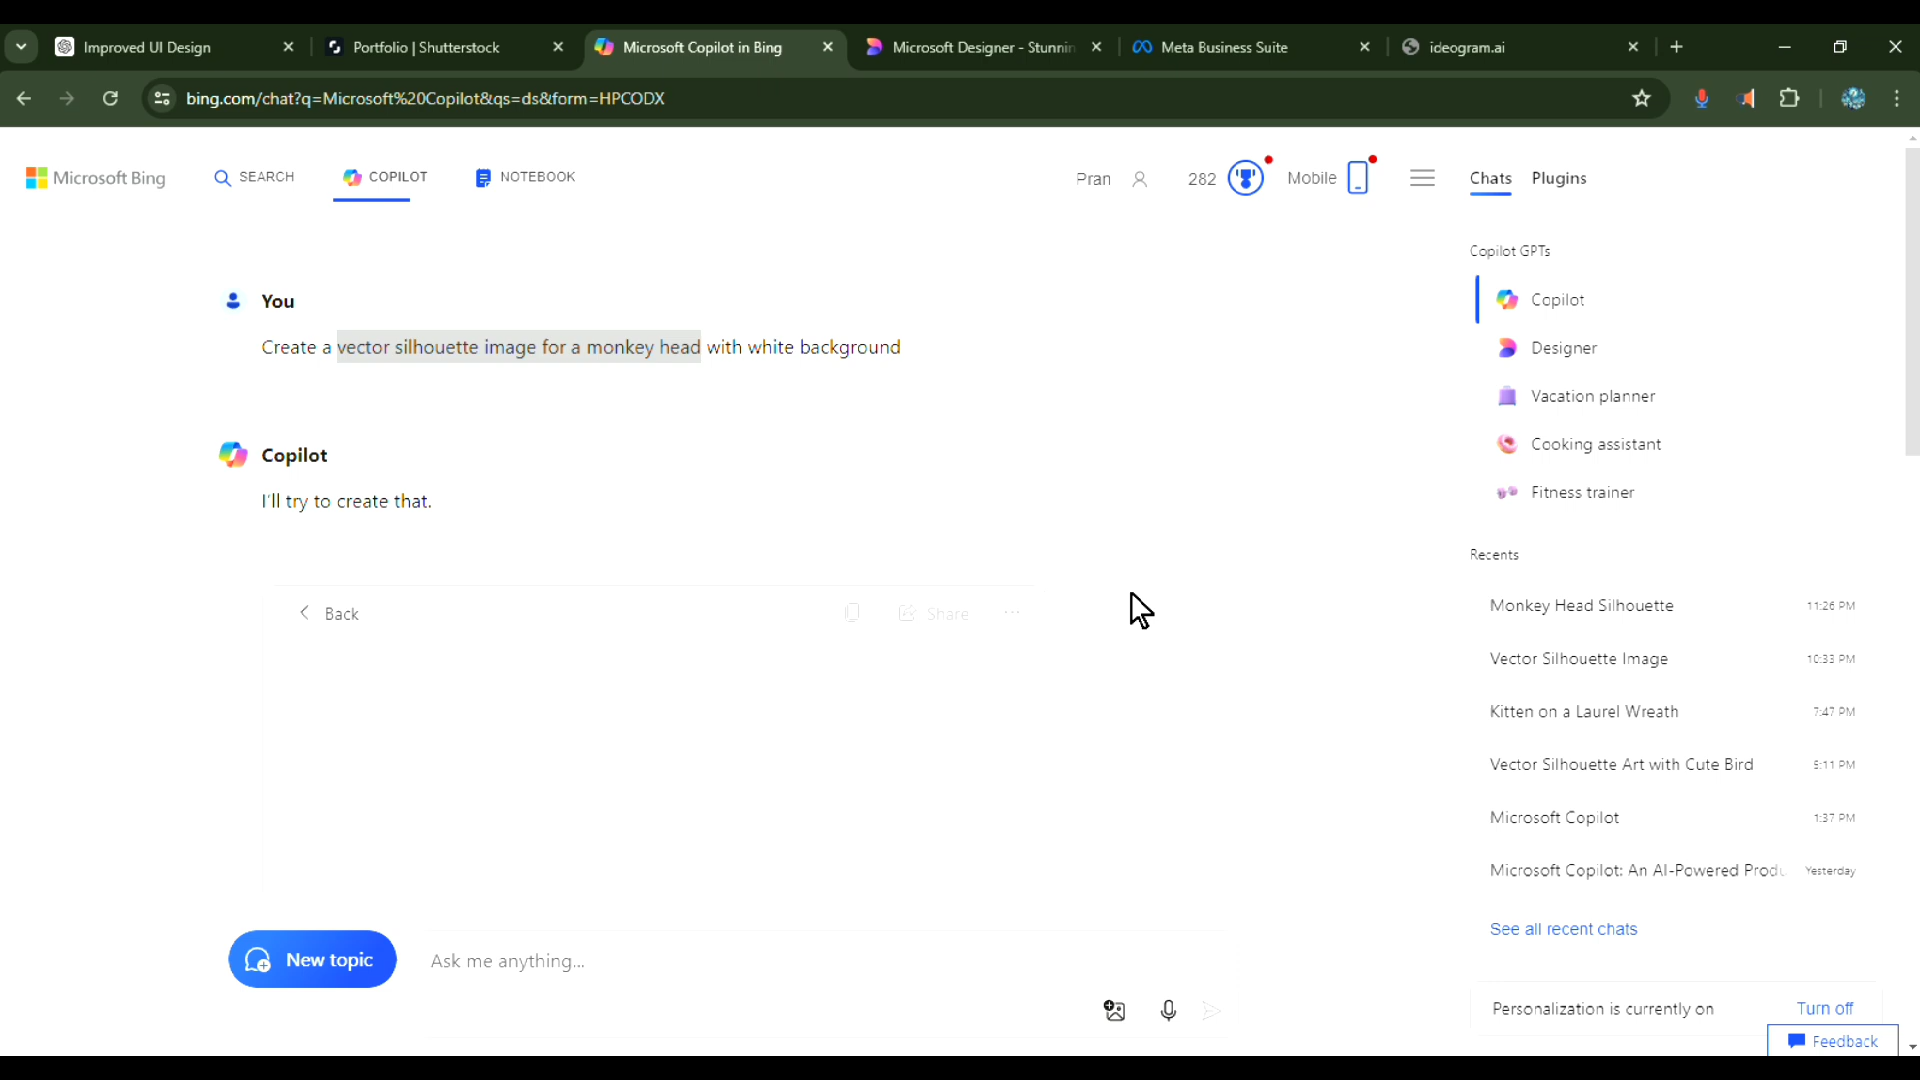 Improved UI Design
Portfolio | Shutterstock
Microsoft Copilot in Bing
Microsoft Designer - Stunnin
Meta Business Suite
ideogram.ai
bing.com/chat?q=Microsoft%20Copilot&qs=ds&form=HPCODX
Microsoft Bing
SEARCH
COPILOT
NOTEBOOK
Pran
282
Mobile
Chats
Plugins
You
Create a vector silhouette image for a monkey head with white background
Copilot
I'll try to create that.
Back
Share
New topic
Ask me anything...
Copilot GPTs
Copilot
Designer
Vacation planner
Cooking assistant
Fitness trainer
Recents
Monkey Head Silhouette 11:26 PM
Vector Silhouette Image 10:33 PM
Kitten on a Laurel Wreath 7:47 PM
Vector Silhouette Art with Cute Bird 5:11 PM
Microsoft Copilot 1:37 PM
Microsoft Copilot: An AI-Powered Produ Yesterday
See all recent chats
Personalization is currently on Turn off
Feedback